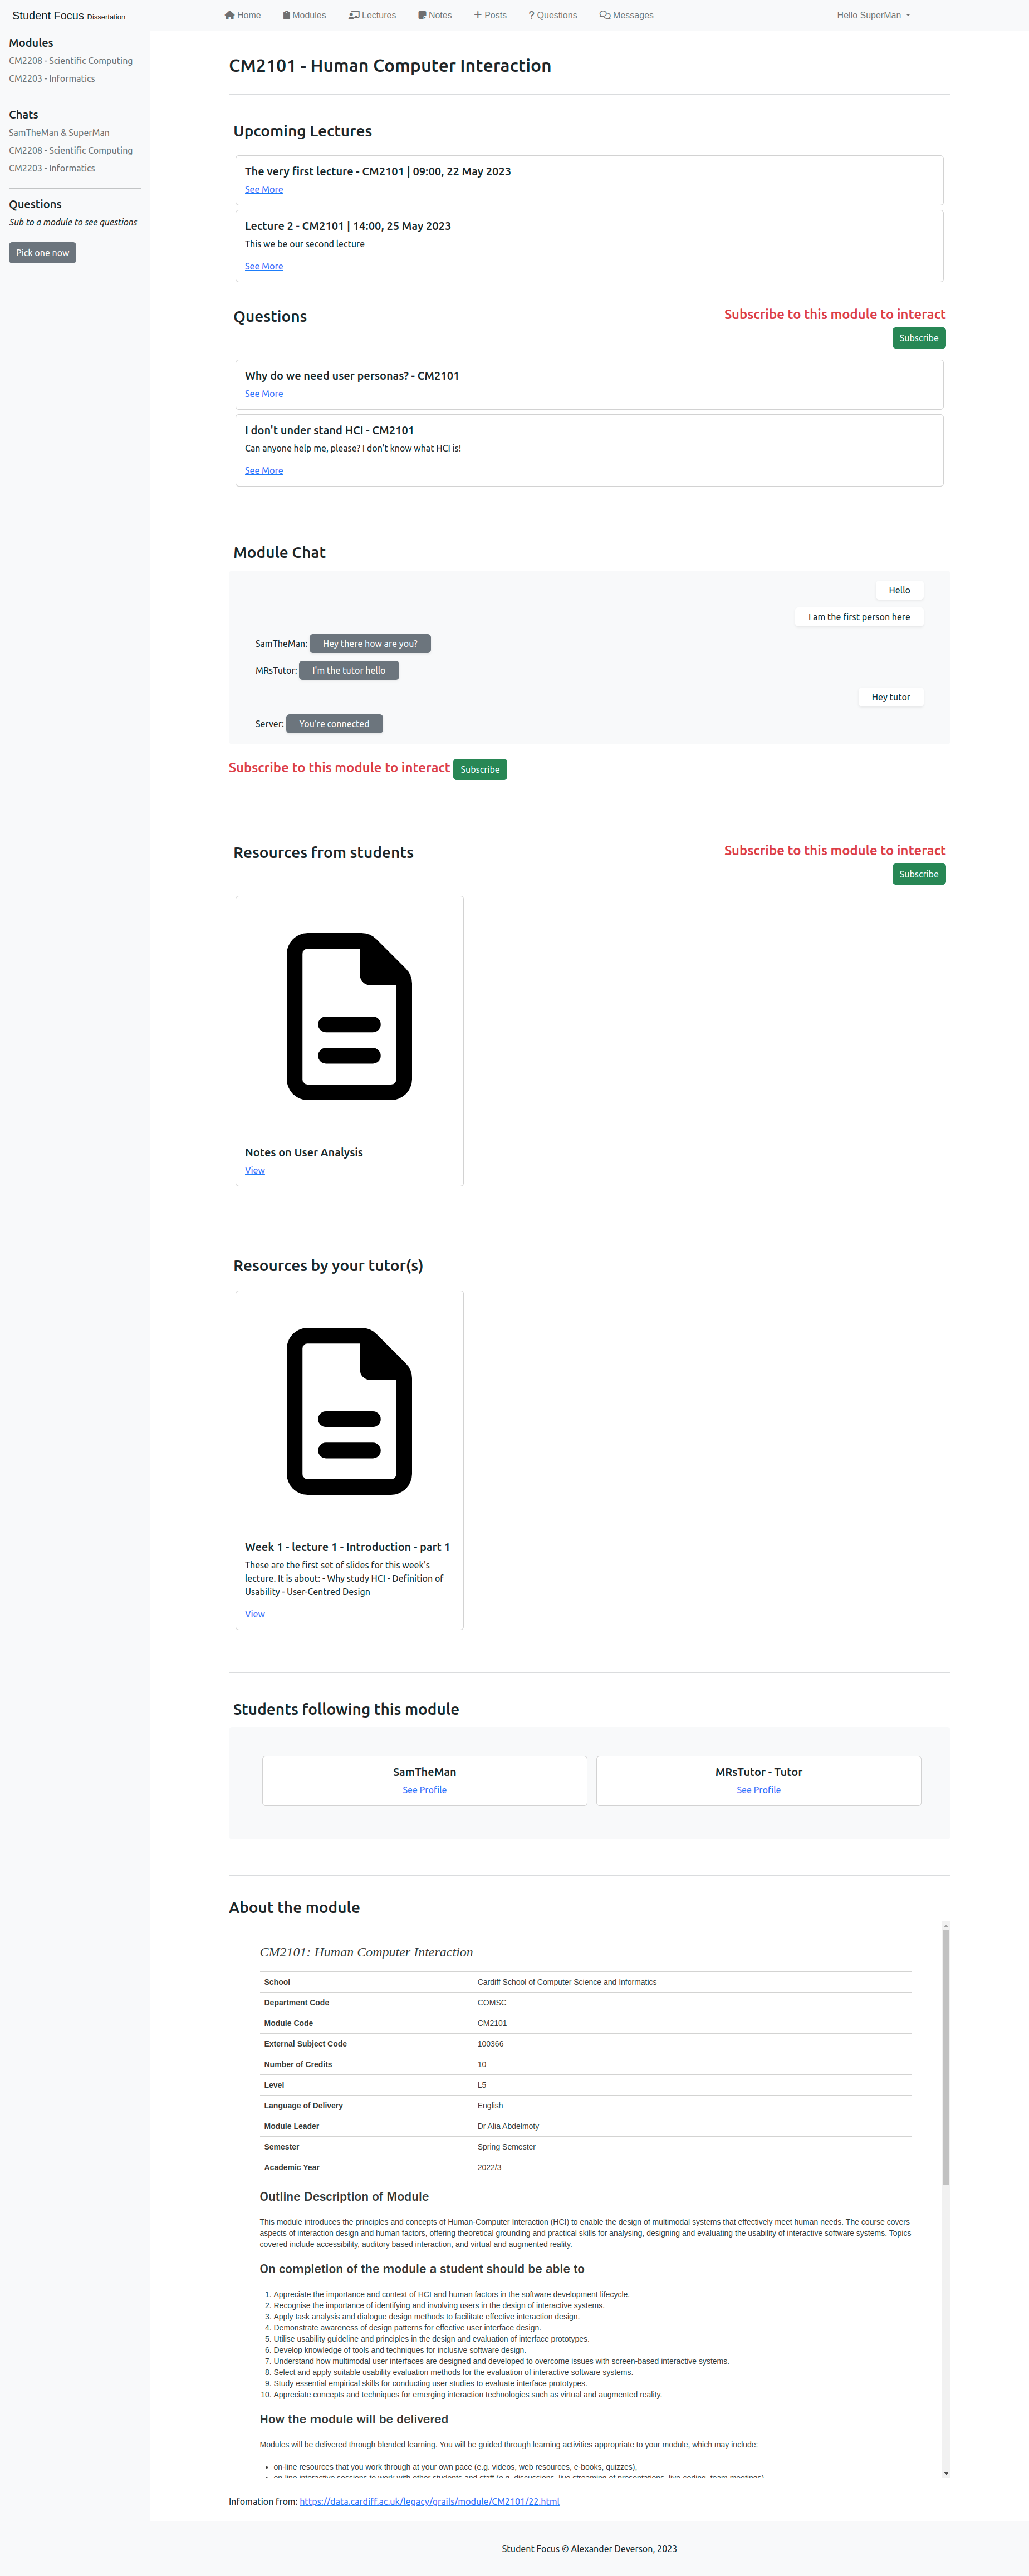 Student Focus Dissertation
Home Modules Lectures Notes Posts Questions Messages
Hello SuperMan
Modules
CM2208 - Scientific Computing
CM2203 - Informatics
Chats
SamTheMan & SuperMan
CM2208 - Scientific Computing
CM2203 - Informatics
Questions
Sub to a module to see questions
Pick one now
CM2101 - Human Computer Interaction
Upcoming Lectures
The very first lecture - CM2101 | 09:00, 22 May 2023
See More
Lecture 2 - CM2101 | 14:00, 25 May 2023
This we be our second lecture
See More
Questions
Subscribe to this module to interact
Subscribe
Why do we need user personas? - CM2101
See More
I don't under stand HCI - CM2101
Can anyone help me, please? I don't know what HCI is!
See More
Module Chat
Hello
I am the first person here
SamTheMan: Hey there how are you?
MRsTutor: I'm the tutor hello
Hey tutor
Server: You're connected
Subscribe to this module to interact Subscribe
Resources from students
Subscribe to this module to interact
Subscribe
Notes on User Analysis
View
Resources by your tutor(s)
Week 1 - lecture 1 - Introduction - part 1
These are the first set of slides for this week's
lecture. It is about: - Why study HCI - Definition of
Usability - User-Centred Design
View
Students following this module
SamTheMan
See Profile
MRsTutor - Tutor
See Profile
About the module
CM2101: Human Computer Interaction
School Cardiff School of Computer Science and Informatics
Department Code COMSC
Module Code CM2101
External Subject Code 100366
Number of Credits 10
Level L5
Language of Delivery English
Module Leader Dr Alia Abdelmoty
Semester Spring Semester
Academic Year 2022/3
Outline Description of Module
This module introduces the principles and concepts of Human-Computer Interaction (HCI) to enable the design of multimodal systems that effectively meet human needs. The course covers
aspects of interaction design and human factors, offering theoretical grounding and practical skills for analysing, designing and evaluating the usability of interactive software systems. Topics
covered include accessibility, auditory based interaction, and virtual and augmented reality.
On completion of the module a student should be able to
1. Appreciate the importance and context of HCI and human factors in the software development lifecycle.
2. Recognise the importance of identifying and involving users in the design of interactive systems.
3. Apply task analysis and dialogue design methods to facilitate effective interaction design.
4. Demonstrate awareness of design patterns for effective user interface design.
5. Utilise usability guideline and principles in the design and evaluation of interface prototypes.
6. Develop knowledge of tools and techniques for inclusive software design.
7. Understand how multimodal user interfaces are designed and developed to overcome issues with screen-based interactive systems.
8. Select and apply suitable usability evaluation methods for the evaluation of interactive software systems.
9. Study essential empirical skills for conducting user studies to evaluate interface prototypes.
10. Appreciate concepts and techniques for emerging interaction technologies such as virtual and augmented reality.
How the module will be delivered
Modules will be delivered through blended learning. You will be guided through learning activities appropriate to your module, which may include:
• on-line resources that you work through at your own pace (e.g. videos, web resources, e-books, quizzes),
• on-line interactive sessions to work with other students and staff (e.g. discussions, live streaming of presentations, live-coding, team meetings)
Infomation from: https://data.cardiff.ac.uk/legacy/grails/module/CM2101/22.html
Student Focus © Alexander Deverson, 2023